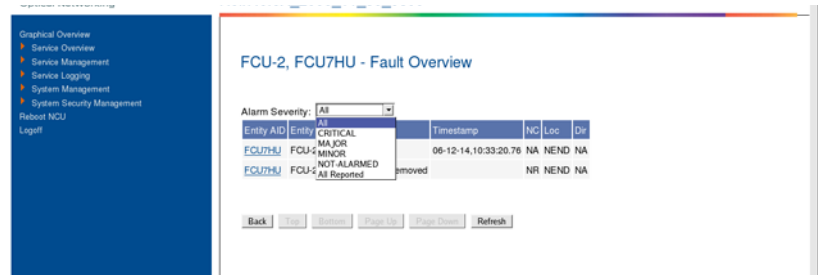 Graphical Overview
Service Overview
Service Management
Service Logging
System Management
System Security Management
Reboot NCU
Logoff
FCU-2, FCU7HU - Fault Overview
Alarm Severity: All
All
CRITICAL
MAJOR
MINOR
NOT-ALARMED
All Reported
Entity AID Entity Timestamp NC Loc Dir
FCU7HU FCU-2 06-12-14,10:33:20.76 NA NEND NA
FCU7HU FCU-2 emoved NR NEND NA
Back Top Bottom Page Up Page Down Refresh